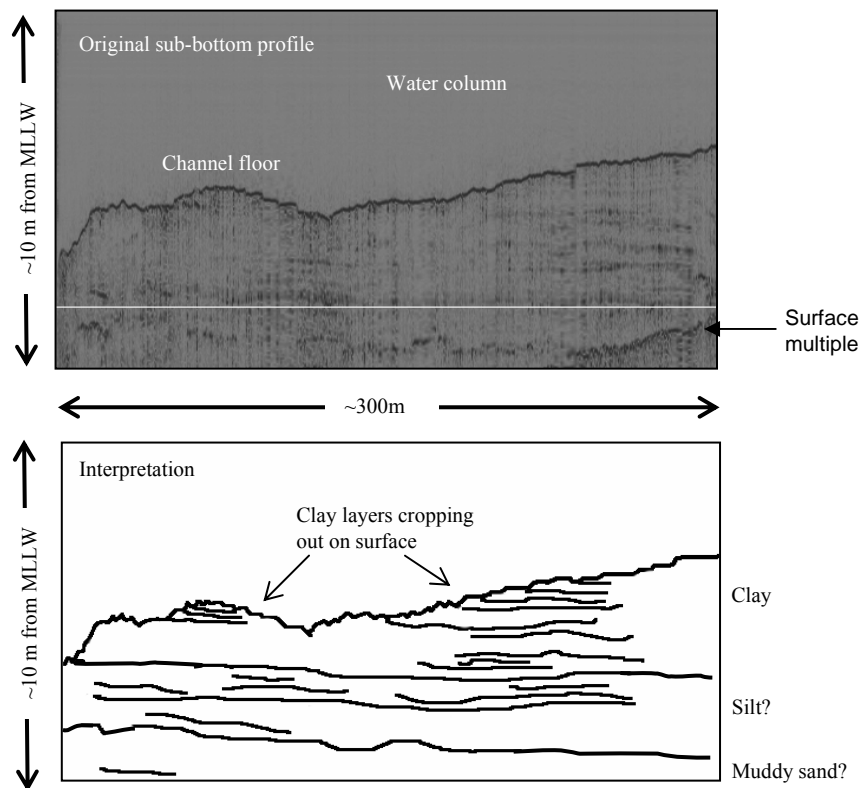 Original sub-bottom profile
Water column
Channel floor
~10 m from MLLW
Surface
multiple
~300m
Interpretation
Clay layers cropping
out on surface
~10 m from MLLW
Clay
Silt?
Muddy sand?